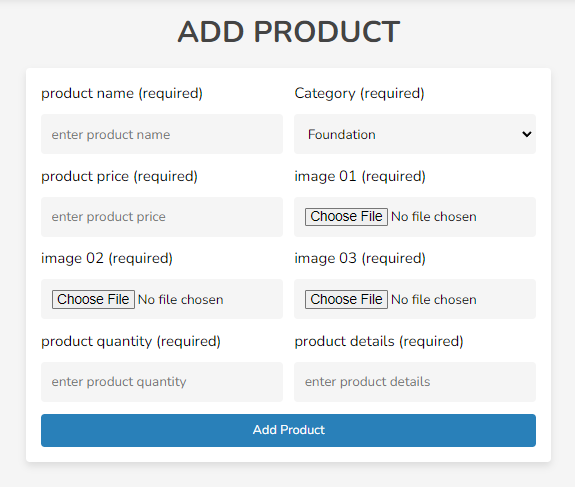 ADD PRODUCT
product name (required)
Category (required)
enter product name
Foundation
product price (required)
image 01 (required)
enter product price
Choose File No file chosen
image 02 (required)
image 03 (required)
Choose File No file chosen
Choose File No file chosen
product quantity (required)
product details (required)
enter product quantity
enter product details
Add Product